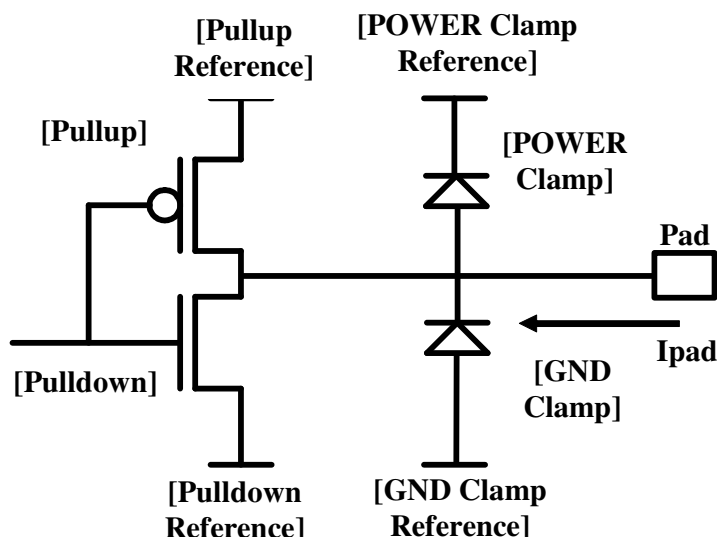 [Pullup
Reference]
[POWER Clamp
Reference]
[Pullup]
[POWER
Clamp]
Pad
[Pulldown]
Ipad
[GND
Clamp]
[Pulldown
Reference]
[GND Clamp
Reference]